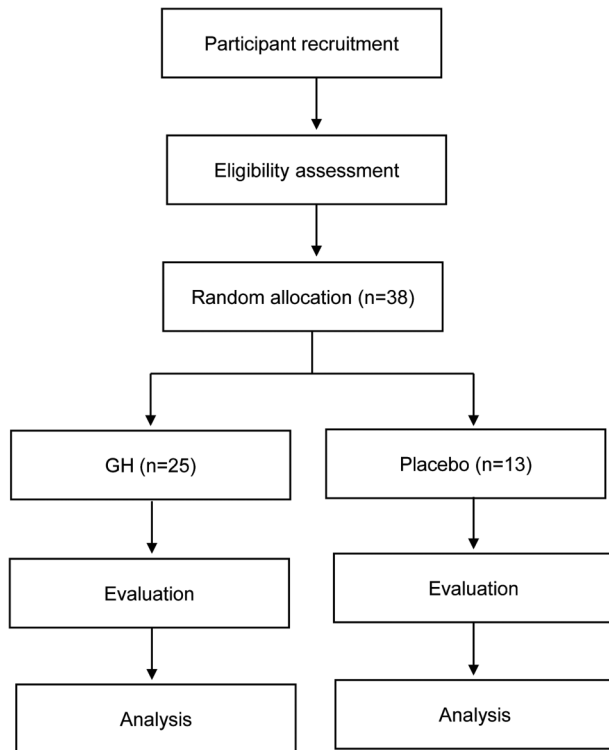 Participant recruitment
Eligibility assessment
Random allocation (n=38)
GH (n=25)
Placebo (n=13)
Evaluation
Evaluation
Analysis
Analysis